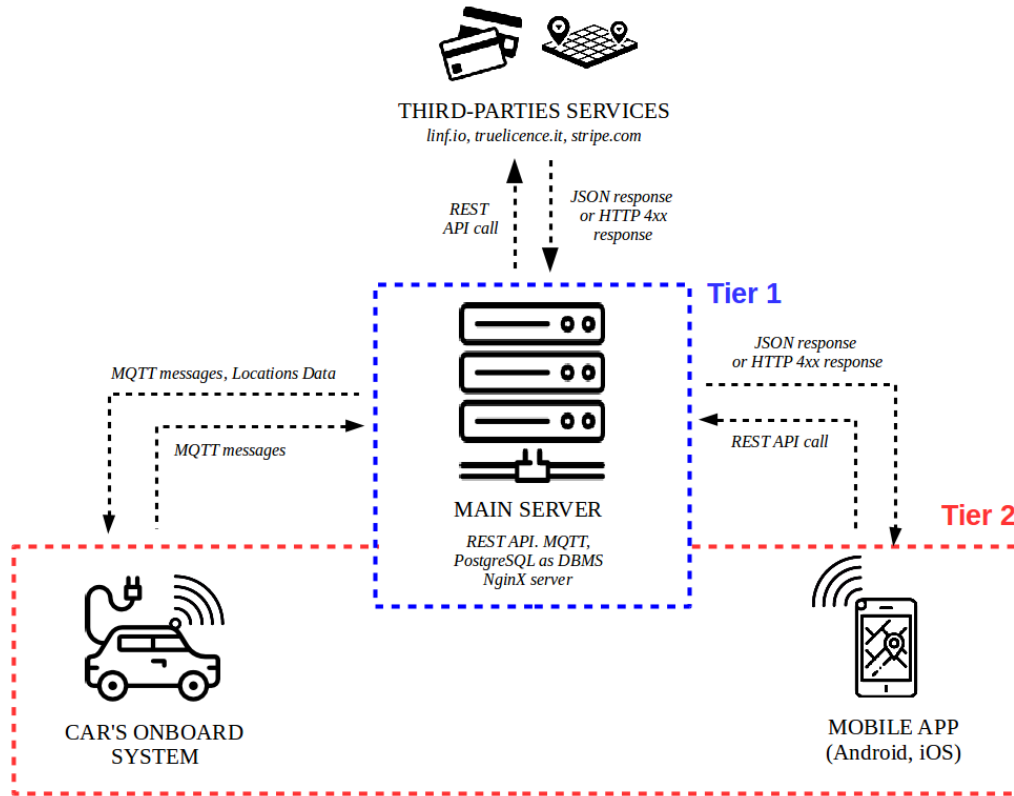 THIRD-PARTIES SERVICES
linf.io, truelicence.it, stripe.com
REST
API call
JSON response
or HTTP 4xx
response
Tier 1
MQTT messages, Locations Data
MQTT messages
JSON response
or HTTP 4xx response
REST API call
MAIN SERVER
REST API. MQTT,
PostgreSQL as DBMS
NginX server
Tier 2
CAR'S ONBOARD
SYSTEM
MOBILE APP
(Android, iOS)